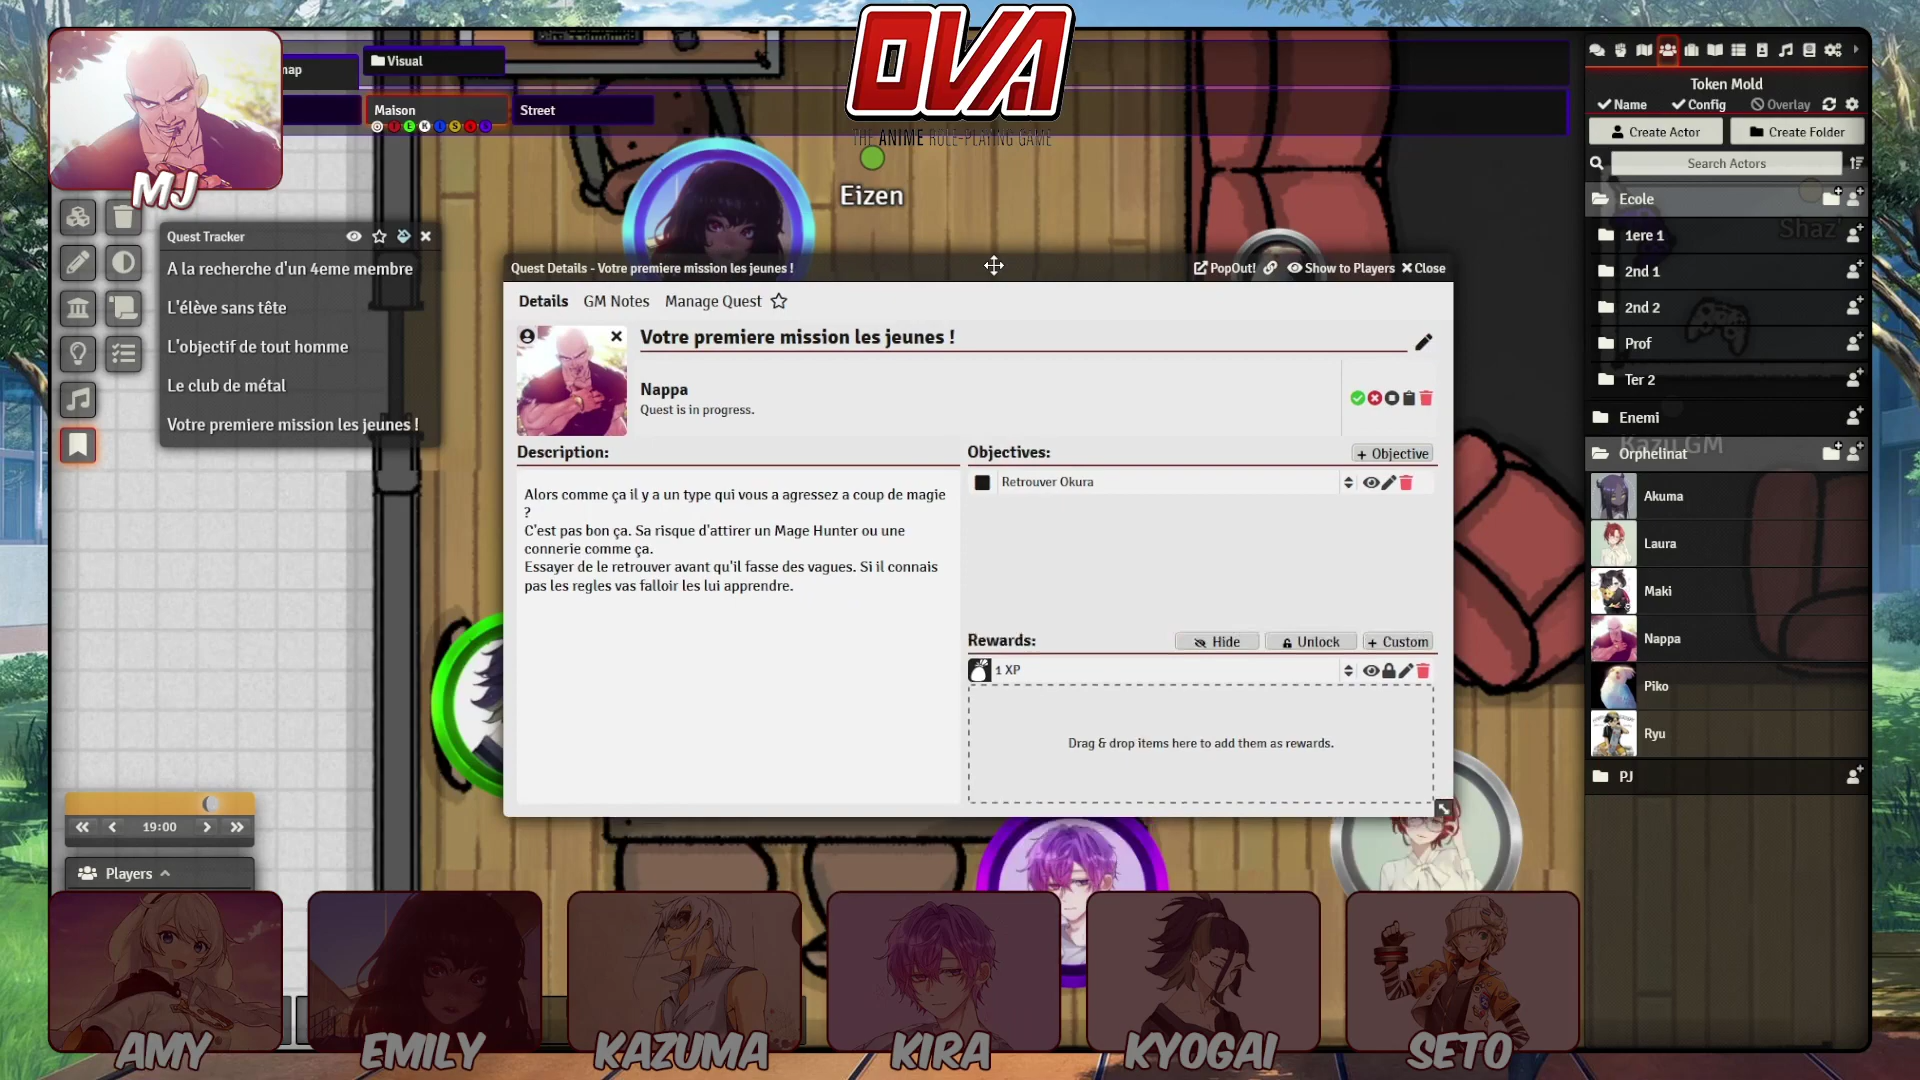 OVA
THE ANIME ROLE-PLAYING GAME
MJ
map
Visual
Maison
Street
Eizen
Token Mold
Name
Config
Overlay
Create Actor
Create Folder
Search Actors
Ecole
1ere 1
2nd 1
2nd 2
Prof
Ter 2
Enemi
Orphelinat
Akuma
Laura
Maki
Nappa
Piko
Ryu
PJ
Shaz
Kazu GM
Quest Tracker
A la recherche d'un 4eme membre
L'élève sans tête
L'objectif de tout homme
Le club de métal
Votre premiere mission les jeunes !
Quest Details - Votre premiere mission les jeunes !
PopOut!
Show to Players
Close
Details
GM Notes
Manage Quest
Votre premiere mission les jeunes !
Nappa
Quest is in progress.
Description:
Alors comme ça il y a un type qui vous a agressez a coup de magie
?
C'est pas bon ça. Sa risque d'attirer un Mage Hunter ou une
connerie comme ça.
Essayer de le retrouver avant qu'il fasse des vagues. Si il connais
pas les regles vas falloir les lui apprendre.
Objectives:
+ Objective
Retrouver Okura
Rewards:
Hide
Unlock
+ Custom
1 XP
Drag & drop items here to add them as rewards.
19:00
Players
AMY
EMILY
KAZUMA
KIRA
KYOGAI
SETO